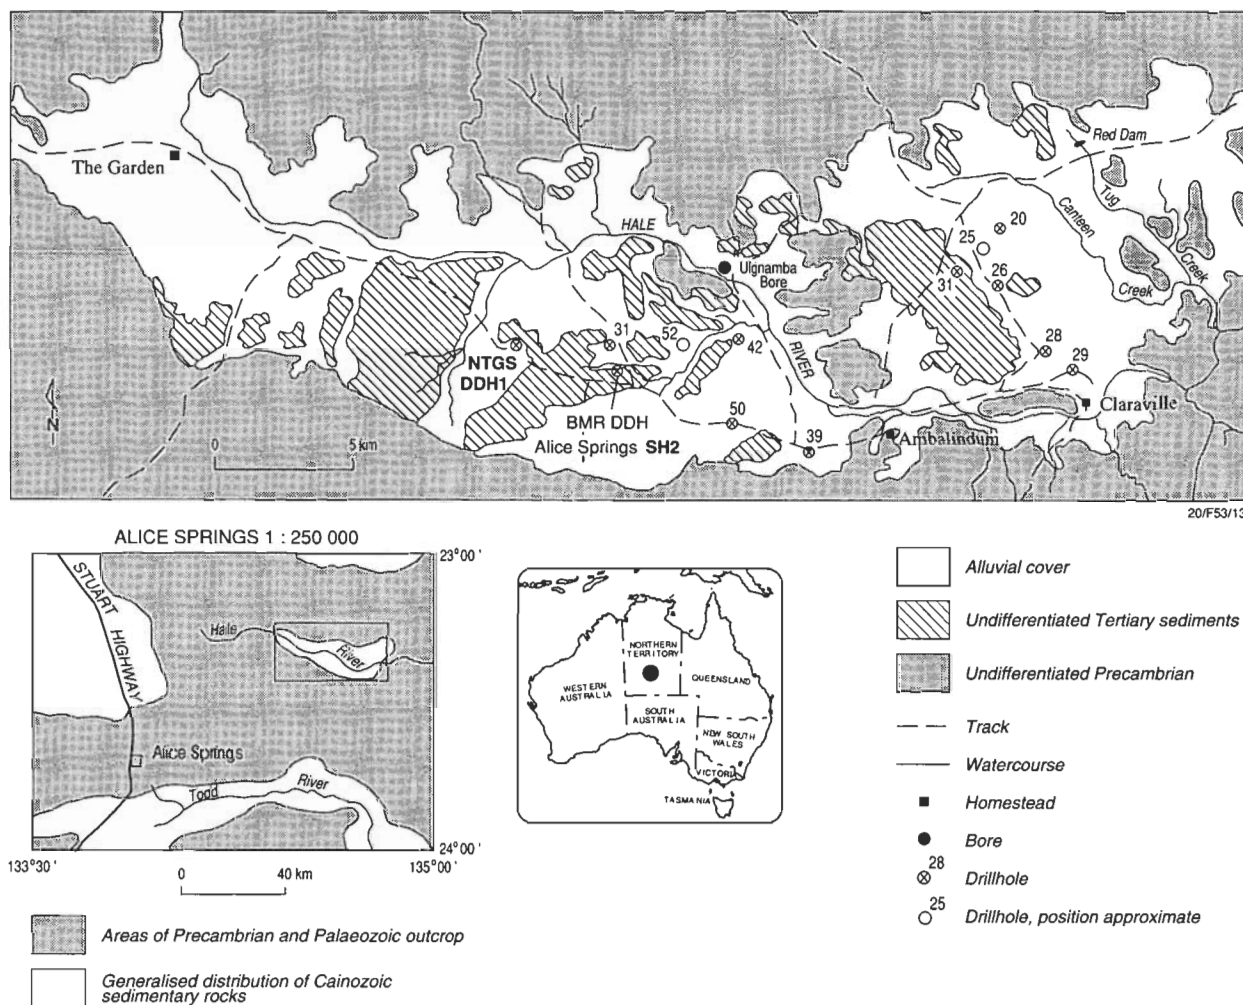 The Garden
HALE
Ulgnamba
Bore
RIVER
Red Dam
Tug
Creek
Canteen
Creek
20
25
26
31
28
29
Claraville
Ambalindum
39
50
42
52
31
NTGS
DDH1
BMR DDH
Alice Springs SH2
N
0 5 km
20/F53/13
ALICE SPRINGS 1 : 250 000
23°00'
STUART HIGHWAY
Hale
River
Alice Springs
Todd
River
24°00'
133°30'
135°00'
0 40 km
Areas of Precambrian and Palaeozoic outcrop
Generalised distribution of Cainozoic
sedimentary rocks
NORTHERN
TERRITORY
WESTERN
AUSTRALIA
QUEENSLAND
SOUTH
AUSTRALIA
NEW SOUTH
WALES
VICTORIA
TASMANIA
Alluvial cover
Undifferentiated Tertiary sediments
Undifferentiated Precambrian
Track
Watercourse
Homestead
Bore
28
Drillhole
25
Drillhole, position approximate